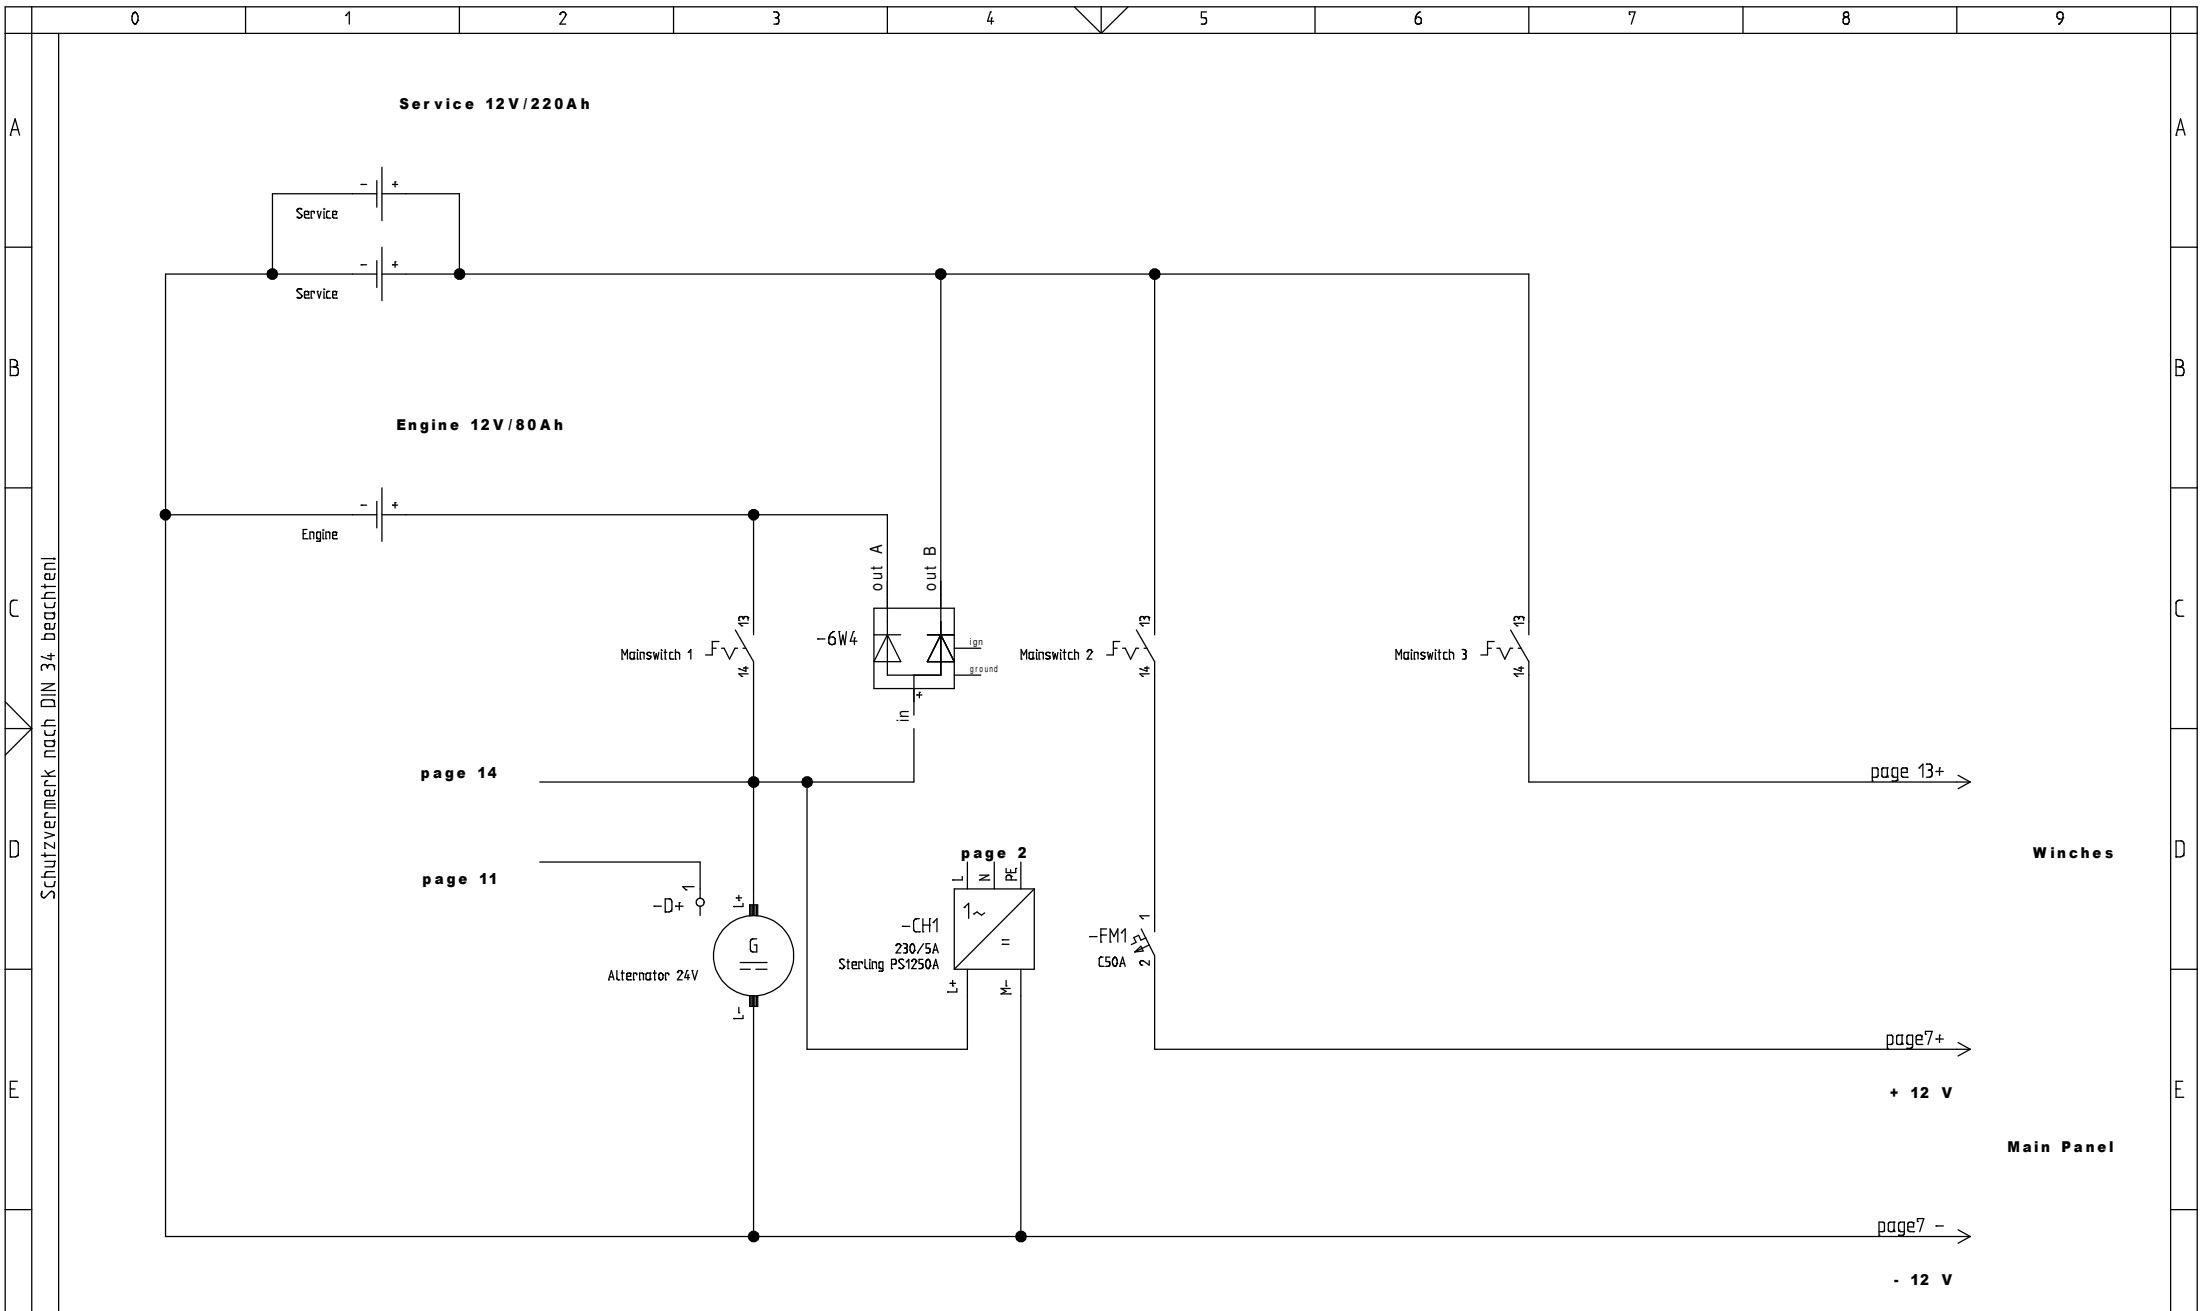 0 1 2 3 4 5 6 7 8 9
Service 12V/220Ah
A A
- +
Service
- +
Service
B B
Engine 12V/80Ah
- +
Engine
out A
out B
C C
Schutzvermerk nach DIN 34 beachten!
Mainswitch 1
13
14
-6W4
ign
ground
+
in
Mainswitch 2
13
14
Mainswitch 3
13
14
page 14
page 13+
D D
Winches
page 11
-D+
1
page 2
L N PE
L+
G
L-
Alternator 24V
-CH1
230/5A
Sterling PS1250A
1~
=
L+
M-
-FM1
C50A
1
2
page7+
+ 12 V
E E
Main Panel
page7 -
- 12 V